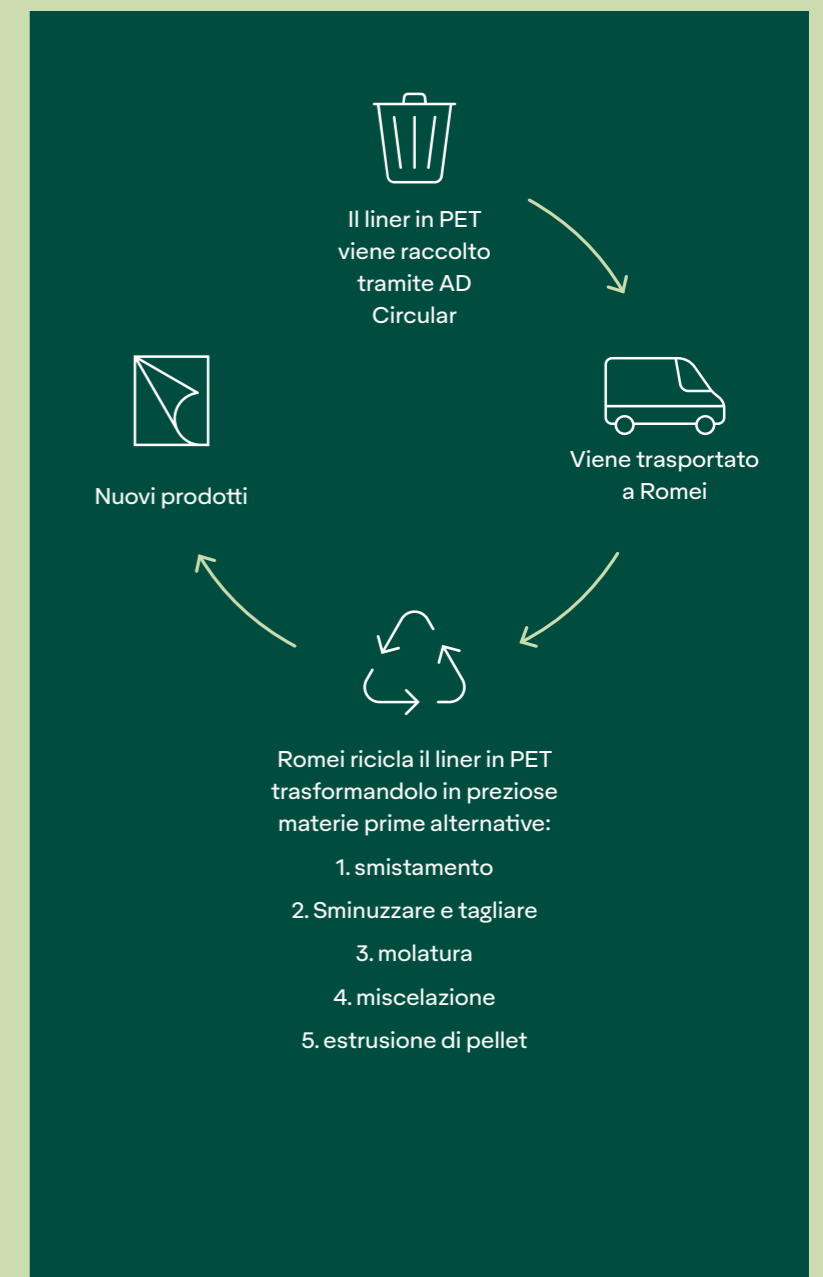 Il liner in PET
viene raccolto
tramite AD
Circular
Viene trasportato
a Romei
Romei ricicla il liner in PET
trasformandolo in preziose
materie prime alternative:
1. smistamento
2. Sminuzzare e tagliare
3. molatura
4. miscelazione
5. estrusione di pellet
Nuovi prodotti